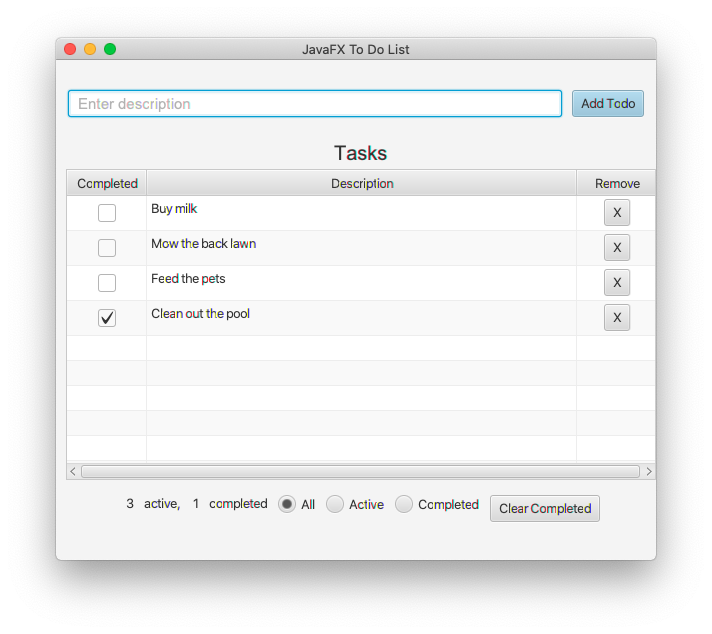 JavaFX To Do List
Enter description Add Todo
Tasks
Completed Description Remove
Buy milk X
Mow the back lawn X
Feed the pets X
Clean out the pool X
3 active, 1 completed All Active Completed Clear Completed